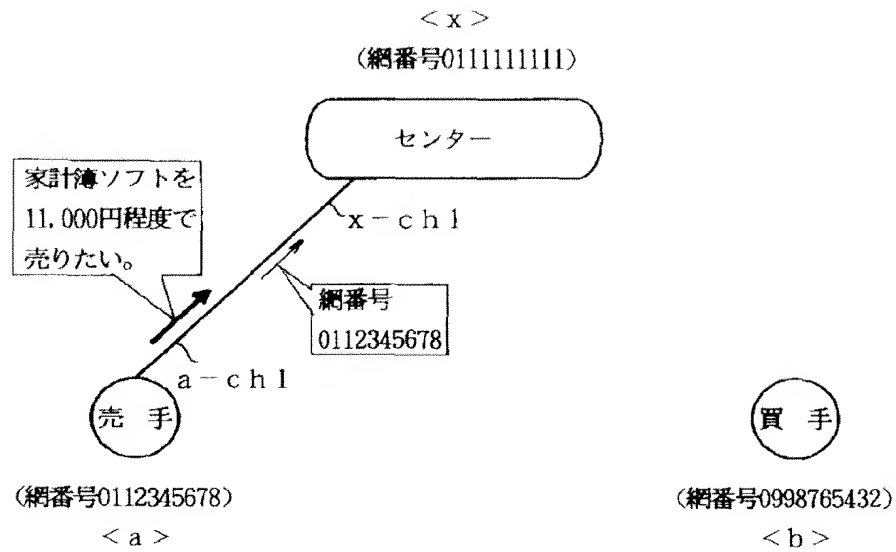 <x>
(網番号0111111111)
センター
家計簿ソフトを
11,000円程度で
売りたい。
x－ch1
網番号
0112345678
a－ch1
売 手
買 手
(網番号0112345678)
(網番号0998765432)
<a>
<b>